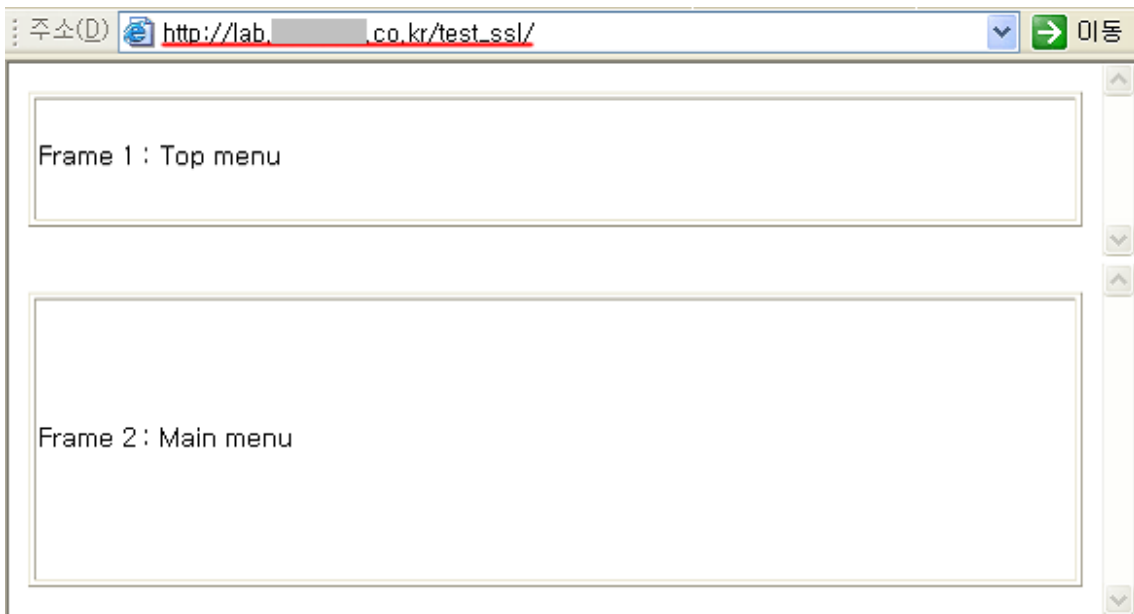 주소(D) http://lab. .co.kr/test_ssl/ 이동
Frame 1 : Top menu
Frame 2 : Main menu